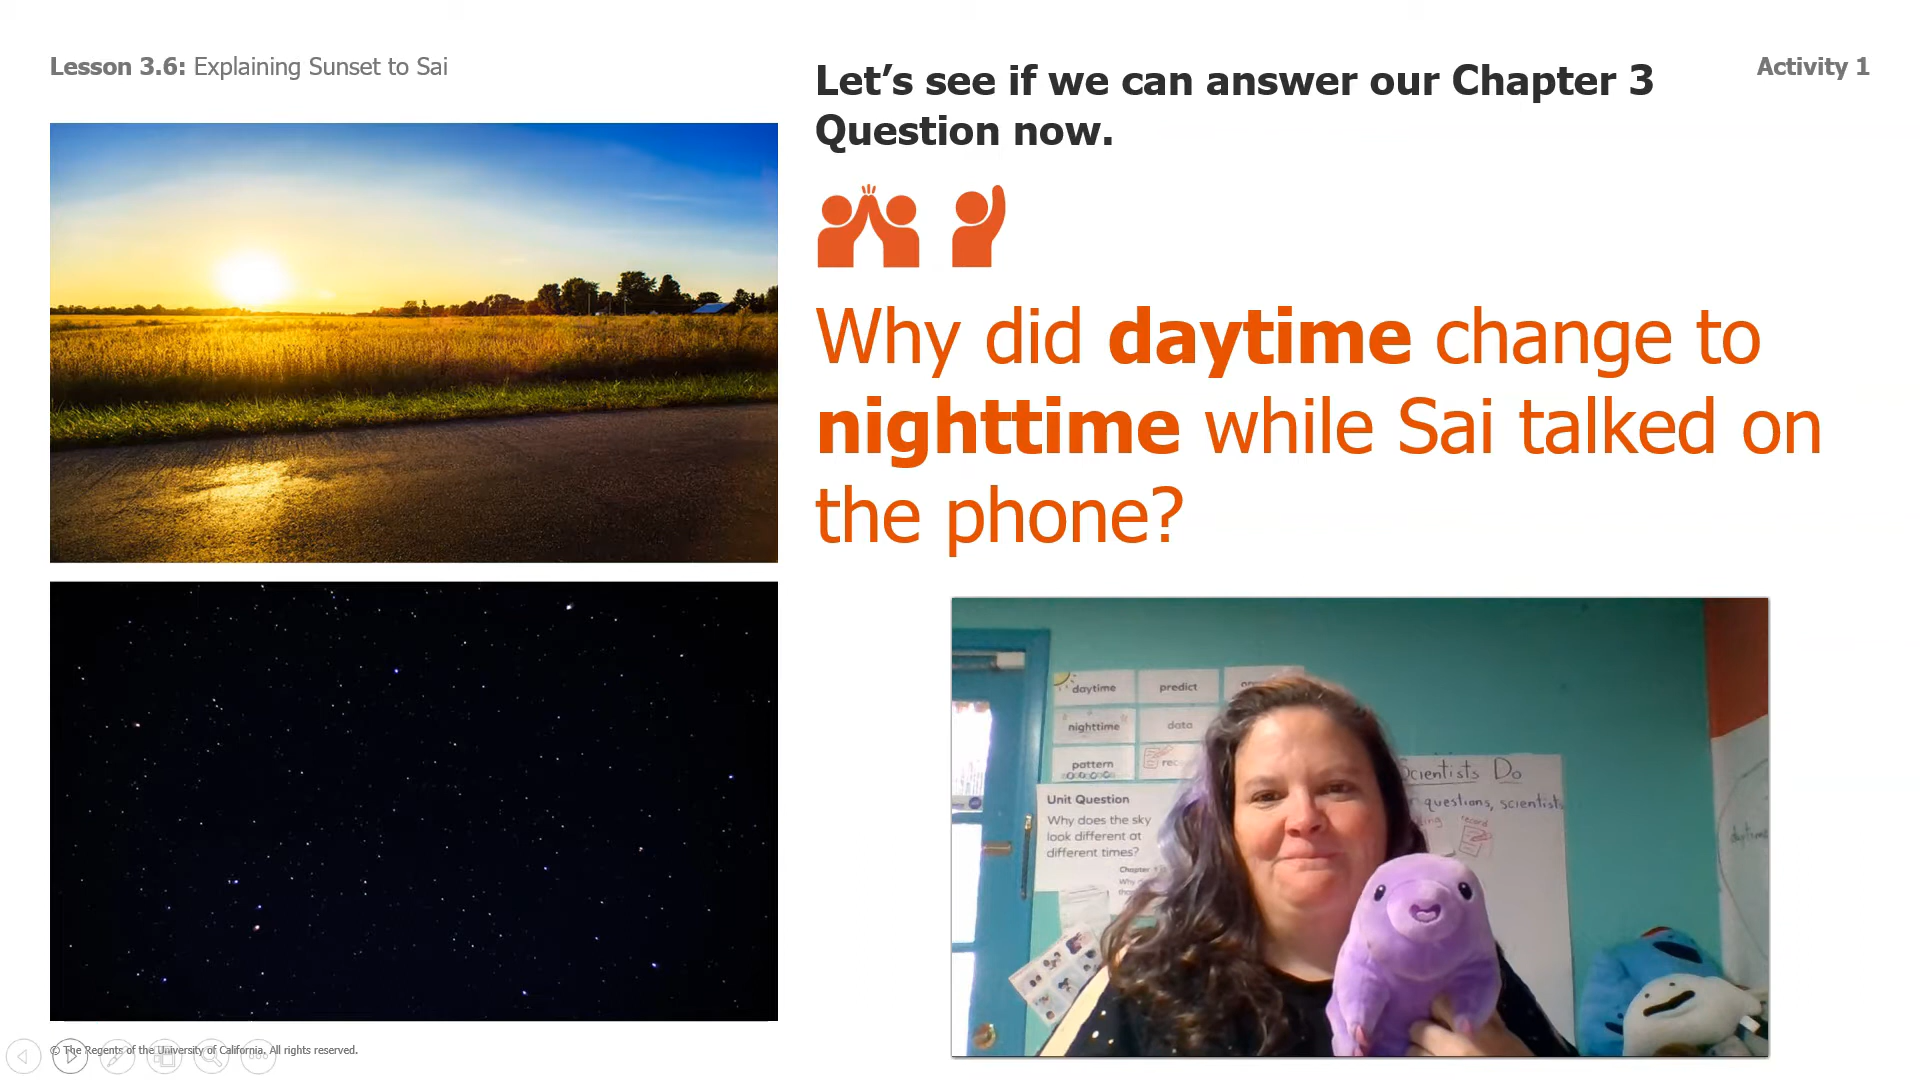 Lesson 3.6: Explaining Sunset to Sai
Activity 1
Let’s see if we can answer our Chapter 3
Question now.
Why did daytime change to
nighttime while Sai talked on
the phone?
daytime
predict
nighttime
data
pattern
Unit Question
Why does the sky
look different at
different times?
Chapter
Scientists Do
questions, scientists
record
daytime
© The Regents of the University of California. All rights reserved.